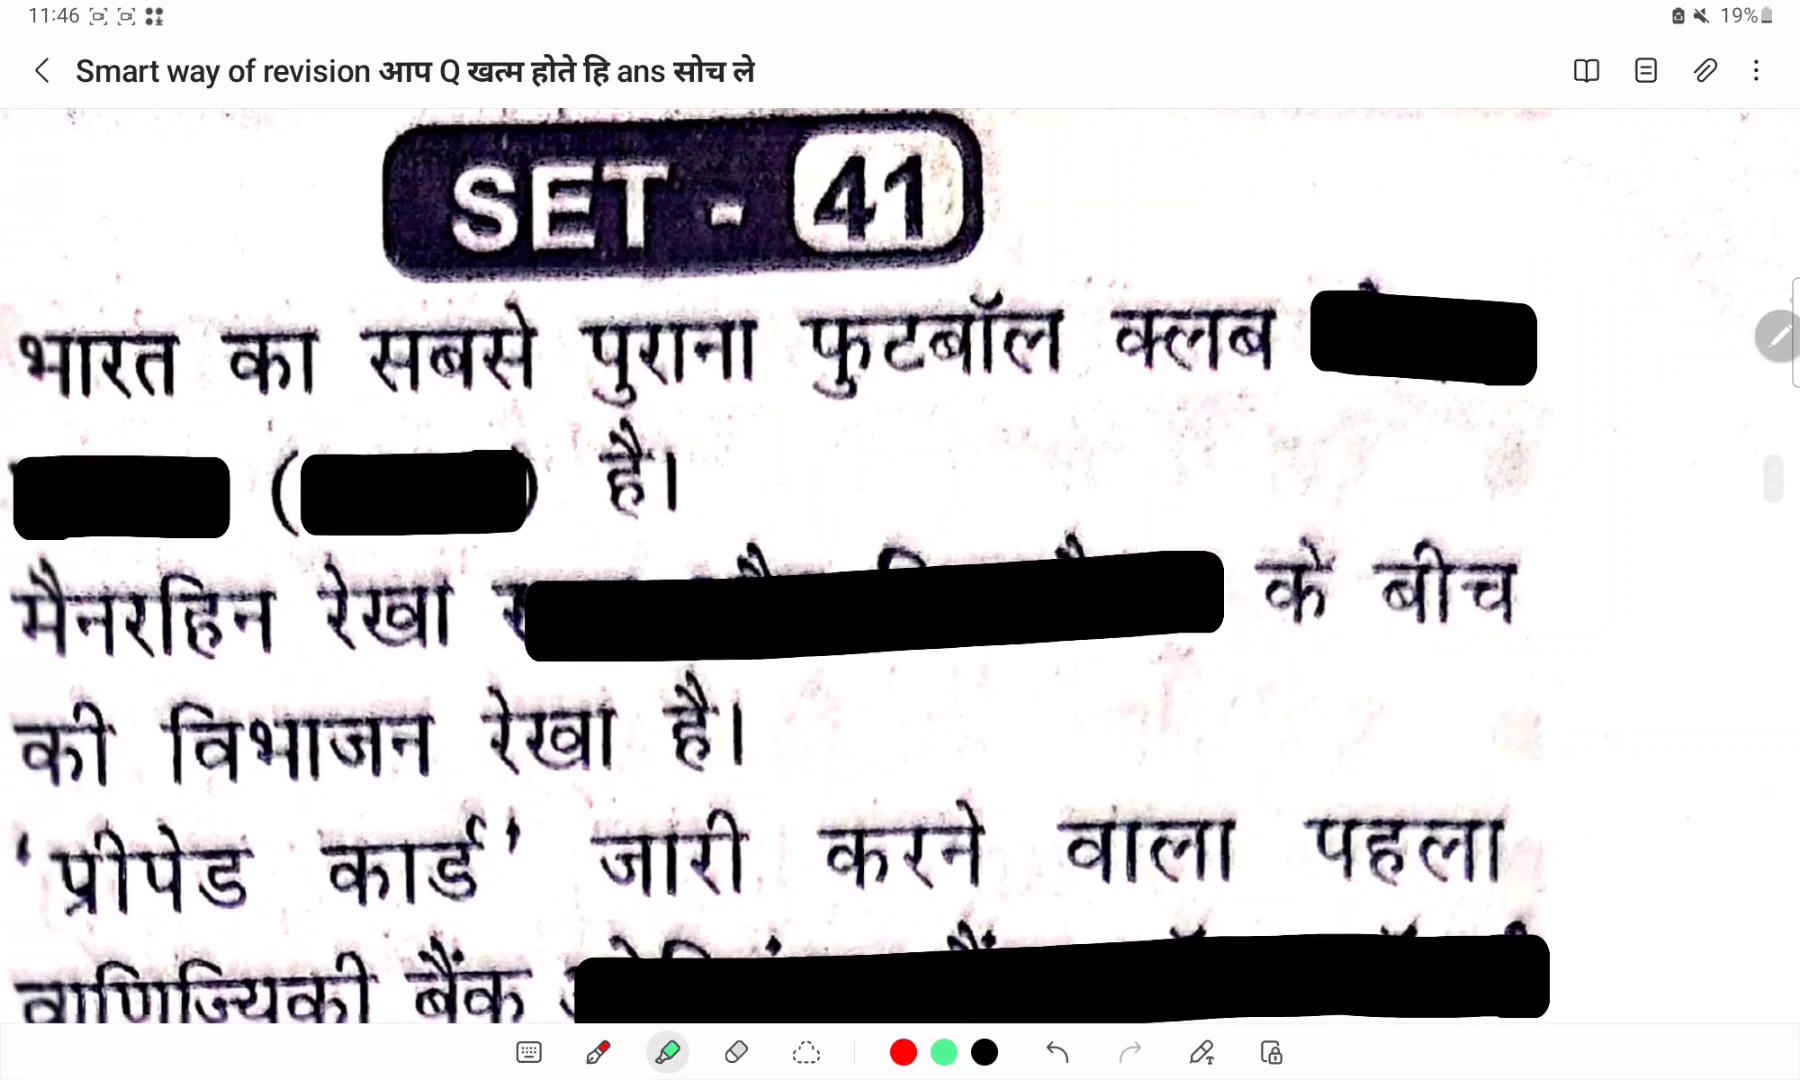 11:46 19%
Smart way of revision आप Q खत्म होते हि ans सोच ले
SET - 41
भारत का सबसे पुराना फुटबॉल क्लब
( ) है।
मैनरहिन रेखा के बीच
की विभाजन रेखा है।
‘प्रीपेड कार्ड’ जारी करने वाला पहला
वाणिज्यिकी बैंक